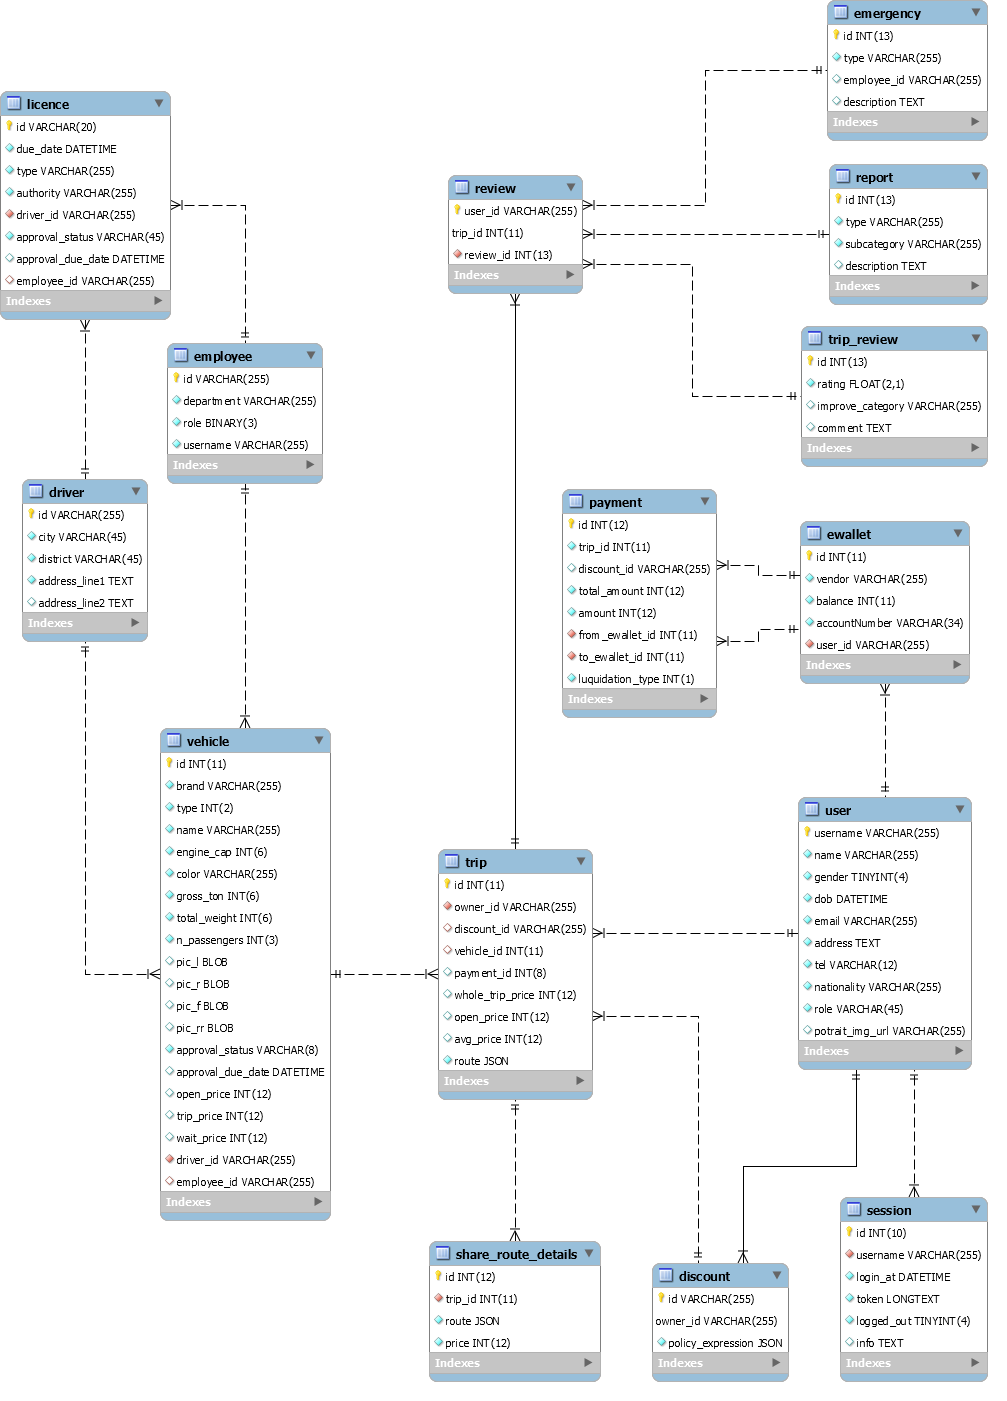 emergency
id INT(13)
type VARCHAR(255)
employee_id VARCHAR(255)
description TEXT
Indexes
licence
id VARCHAR(20)
due_date DATETIME
type VARCHAR(255)
authority VARCHAR(255)
driver_id VARCHAR(255)
approval_status VARCHAR(45)
approval_due_date DATETIME
employee_id VARCHAR(255)
Indexes
review
user_id VARCHAR(255)
trip_id INT(11)
review_id INT(13)
Indexes
report
id INT(13)
type VARCHAR(255)
subcategory VARCHAR(255)
description TEXT
Indexes
trip_review
id INT(13)
rating FLOAT(2,1)
improve_category VARCHAR(255)
comment TEXT
Indexes
employee
id VARCHAR(255)
department VARCHAR(255)
role BINARY(3)
username VARCHAR(255)
Indexes
driver
id VARCHAR(255)
city VARCHAR(45)
district VARCHAR(45)
address_line1 TEXT
address_line2 TEXT
Indexes
payment
id INT(12)
trip_id INT(11)
discount_id VARCHAR(255)
total_amount INT(12)
amount INT(12)
from_ewallet_id INT(11)
to_ewallet_id INT(11)
luquidation_type INT(1)
Indexes
ewallet
id INT(11)
vendor VARCHAR(255)
balance INT(11)
accountNumber VARCHAR(34)
user_id VARCHAR(255)
Indexes
vehicle
id INT(11)
brand VARCHAR(255)
type INT(2)
name VARCHAR(255)
engine_cap INT(6)
color VARCHAR(255)
gross_ton INT(6)
total_weight INT(6)
n_passengers INT(3)
pic_l BLOB
pic_r BLOB
pic_f BLOB
pic_rr BLOB
approval_status VARCHAR(8)
approval_due_date DATETIME
open_price INT(12)
trip_price INT(12)
wait_price INT(12)
driver_id VARCHAR(255)
employee_id VARCHAR(255)
Indexes
trip
id INT(11)
owner_id VARCHAR(255)
discount_id VARCHAR(255)
vehicle_id INT(11)
payment_id INT(8)
whole_trip_price INT(12)
open_price INT(12)
avg_price INT(12)
route JSON
Indexes
user
username VARCHAR(255)
name VARCHAR(255)
gender TINYINT(4)
dob DATETIME
email VARCHAR(255)
address TEXT
tel VARCHAR(12)
nationality VARCHAR(255)
role VARCHAR(45)
potrait_img_url VARCHAR(255)
Indexes
share_route_details
id INT(12)
trip_id INT(11)
route JSON
price INT(12)
Indexes
discount
id VARCHAR(255)
owner_id VARCHAR(255)
policy_expression JSON
Indexes
session
id INT(10)
username VARCHAR(255)
login_at DATETIME
token LONGTEXT
logged_out TINYINT(4)
info TEXT
Indexes